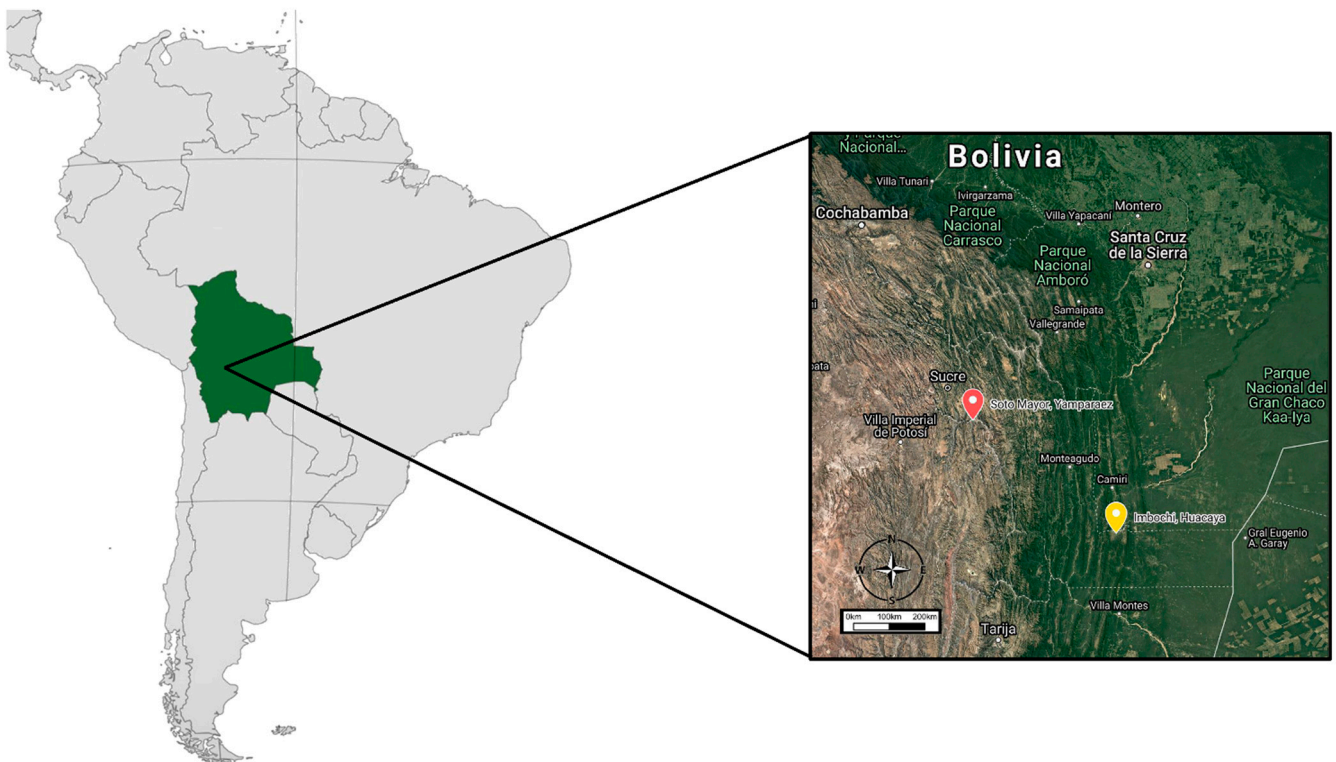 y Parque
Nacional...
Bolivia
Villa Tunari
Ivirgarzama
Cochabamba
Parque
Nacional
Carrasco
Villa Yapacaní
Montero
Santa Cruz
de la Sierra
Parque
Nacional
Amboró
Samaipata
Vallegrande
Sucre
Soto Mayor, Yamparaez
Villa Imperial
de Potosí
Parque
Nacional del
Gran Chaco
Kaa-Iya
Monteagudo
Camiri
Imbochi, Huacaya
Gral Eugenio
A. Garay
N
W
E
S
0km 100km 200km
Villa Montes
Tarija